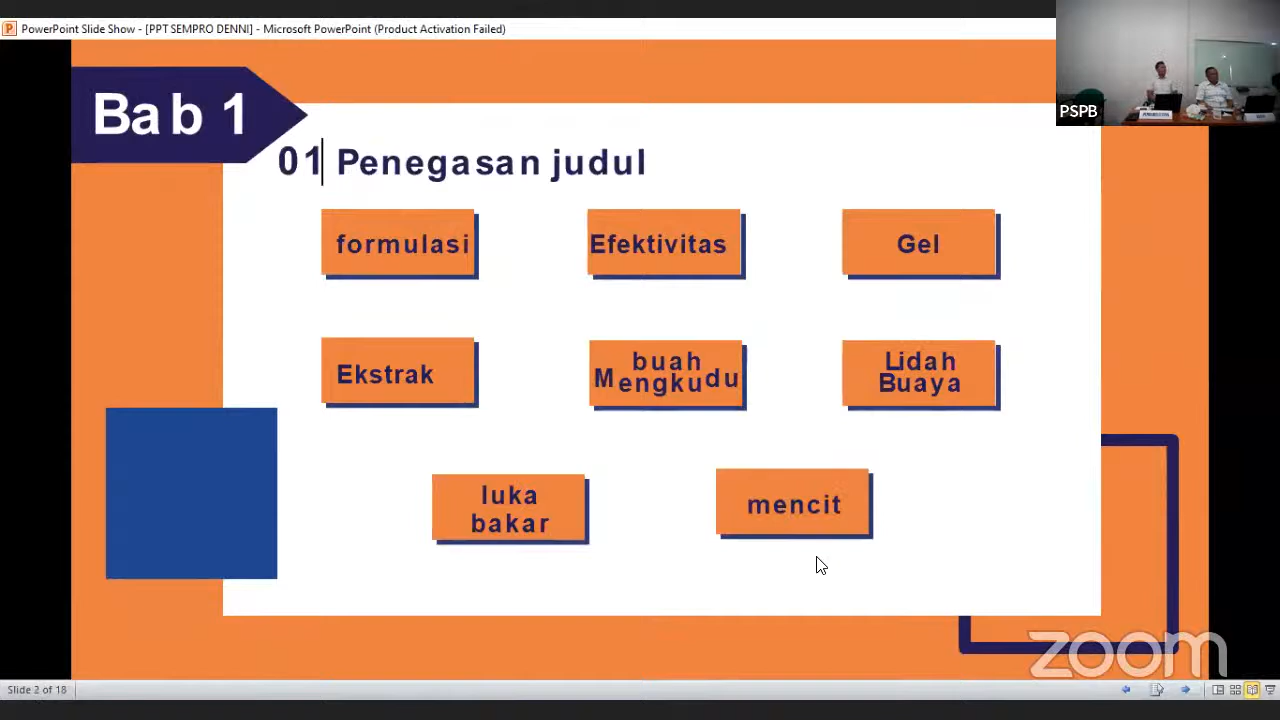 PowerPoint Slide Show - [PPT SEMPRO DENNI] - Microsoft PowerPoint (Product Activation Failed)
PSPB
Bab 1
01 Penegasan judul
formulasi
Efektivitas
Gel
Ekstrak
buah
Mengkudu
Lidah
Buaya
luka
bakar
mencit
zoom
Slide 2 of 18